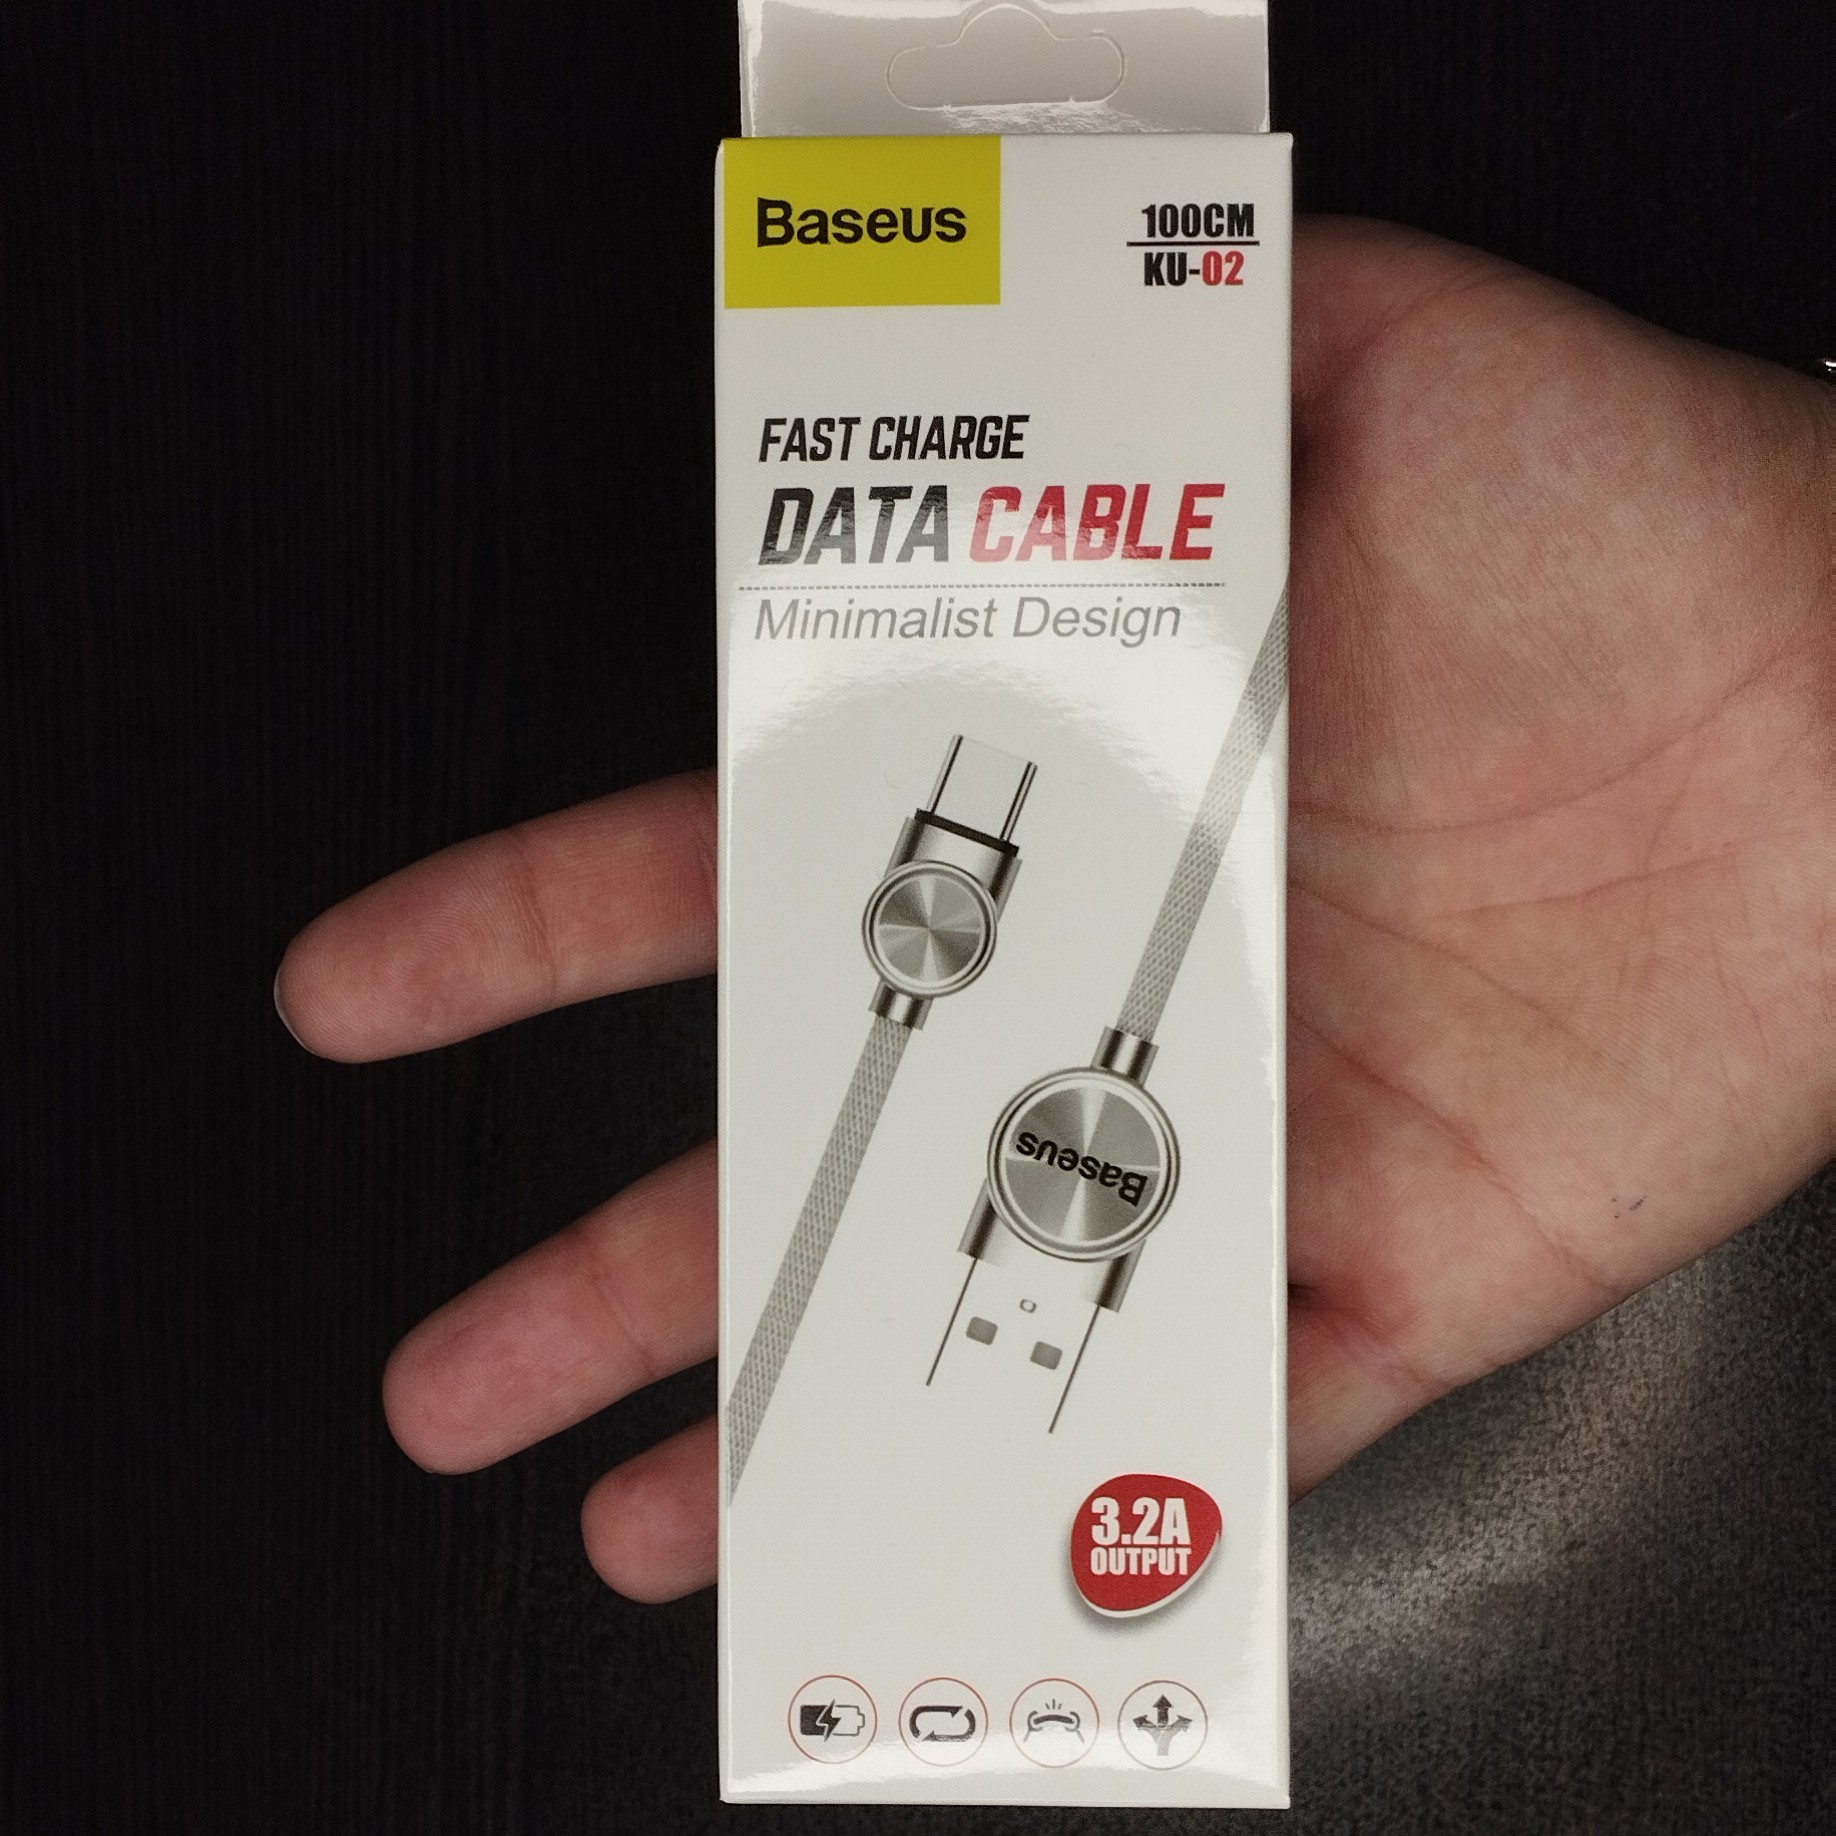 Baseus
100CM
KU-02
FAST CHARGE
DATA CABLE
Minimalist Design
Baseus
3.2A
OUTPUT